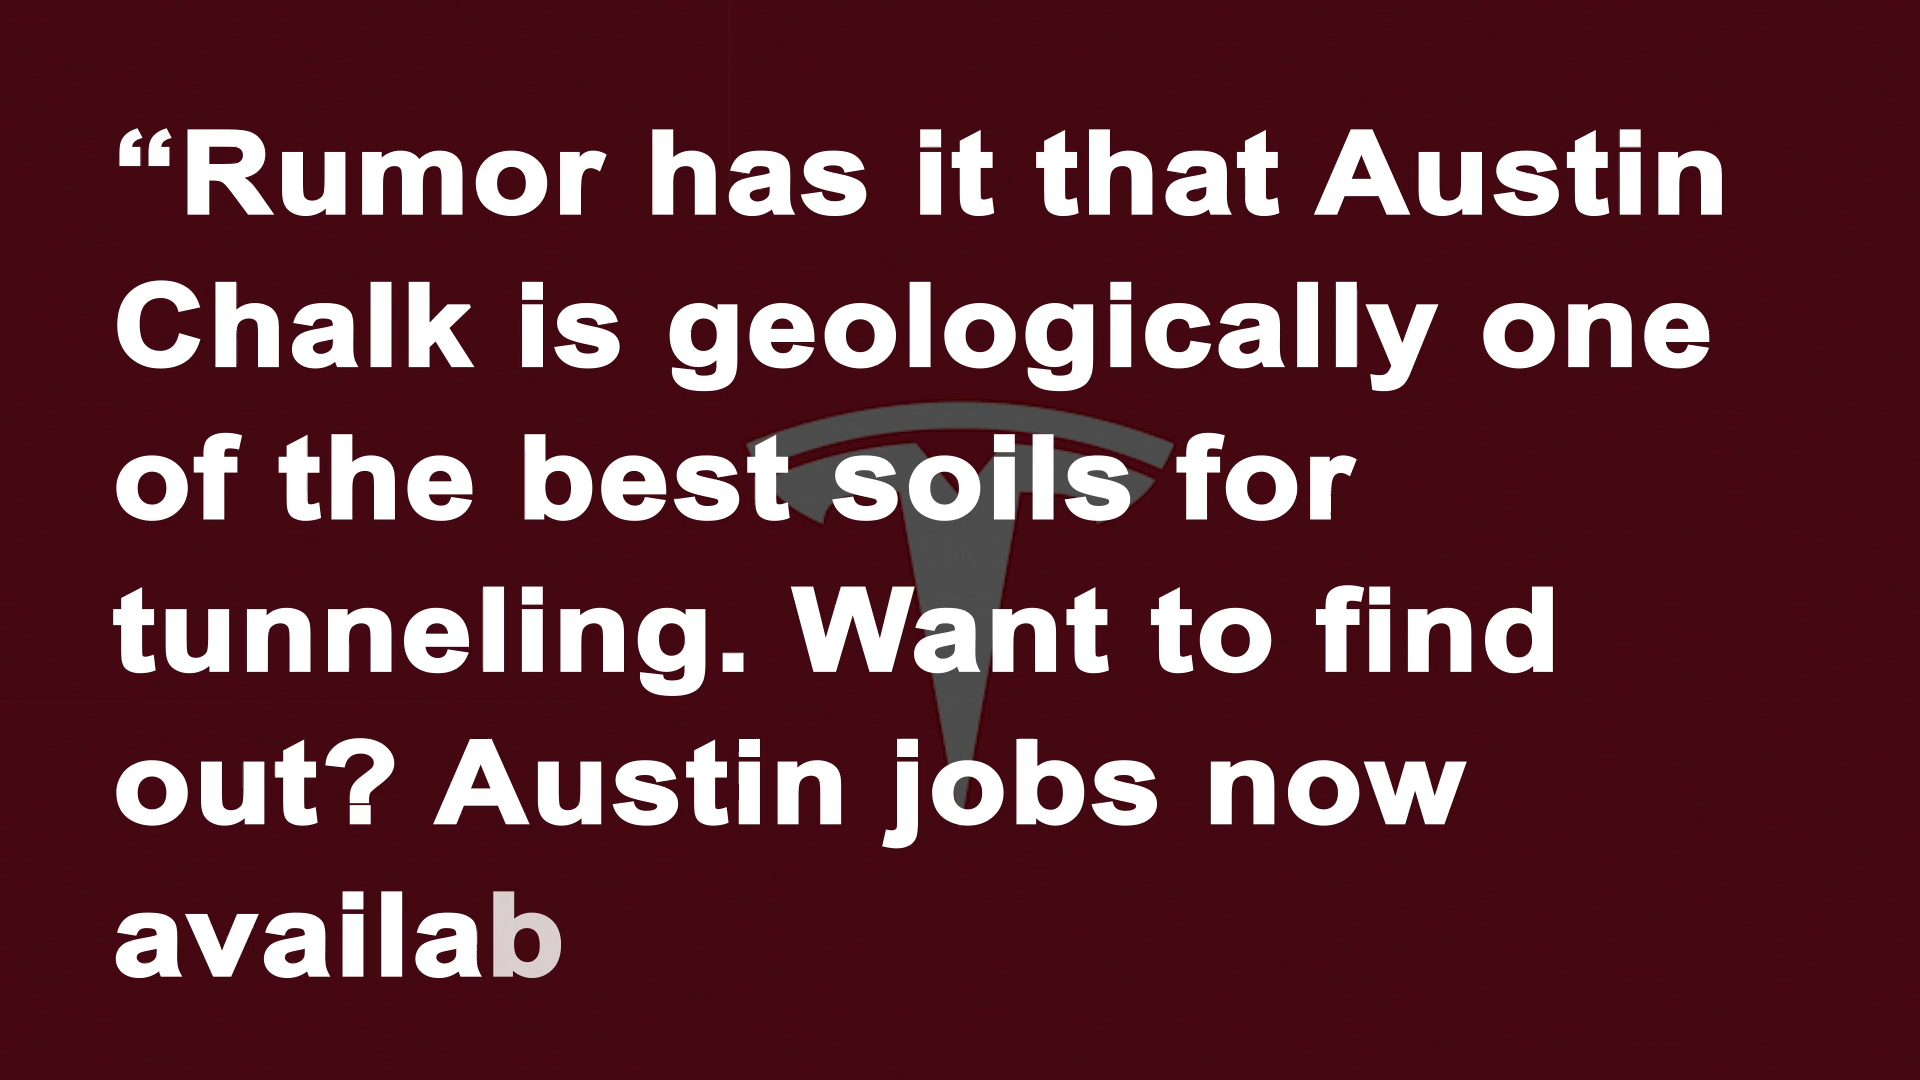 “Rumor has it that Austin
Chalk is geologically one
of the best soils for
tunneling. Want to find
out? Austin jobs now
availab